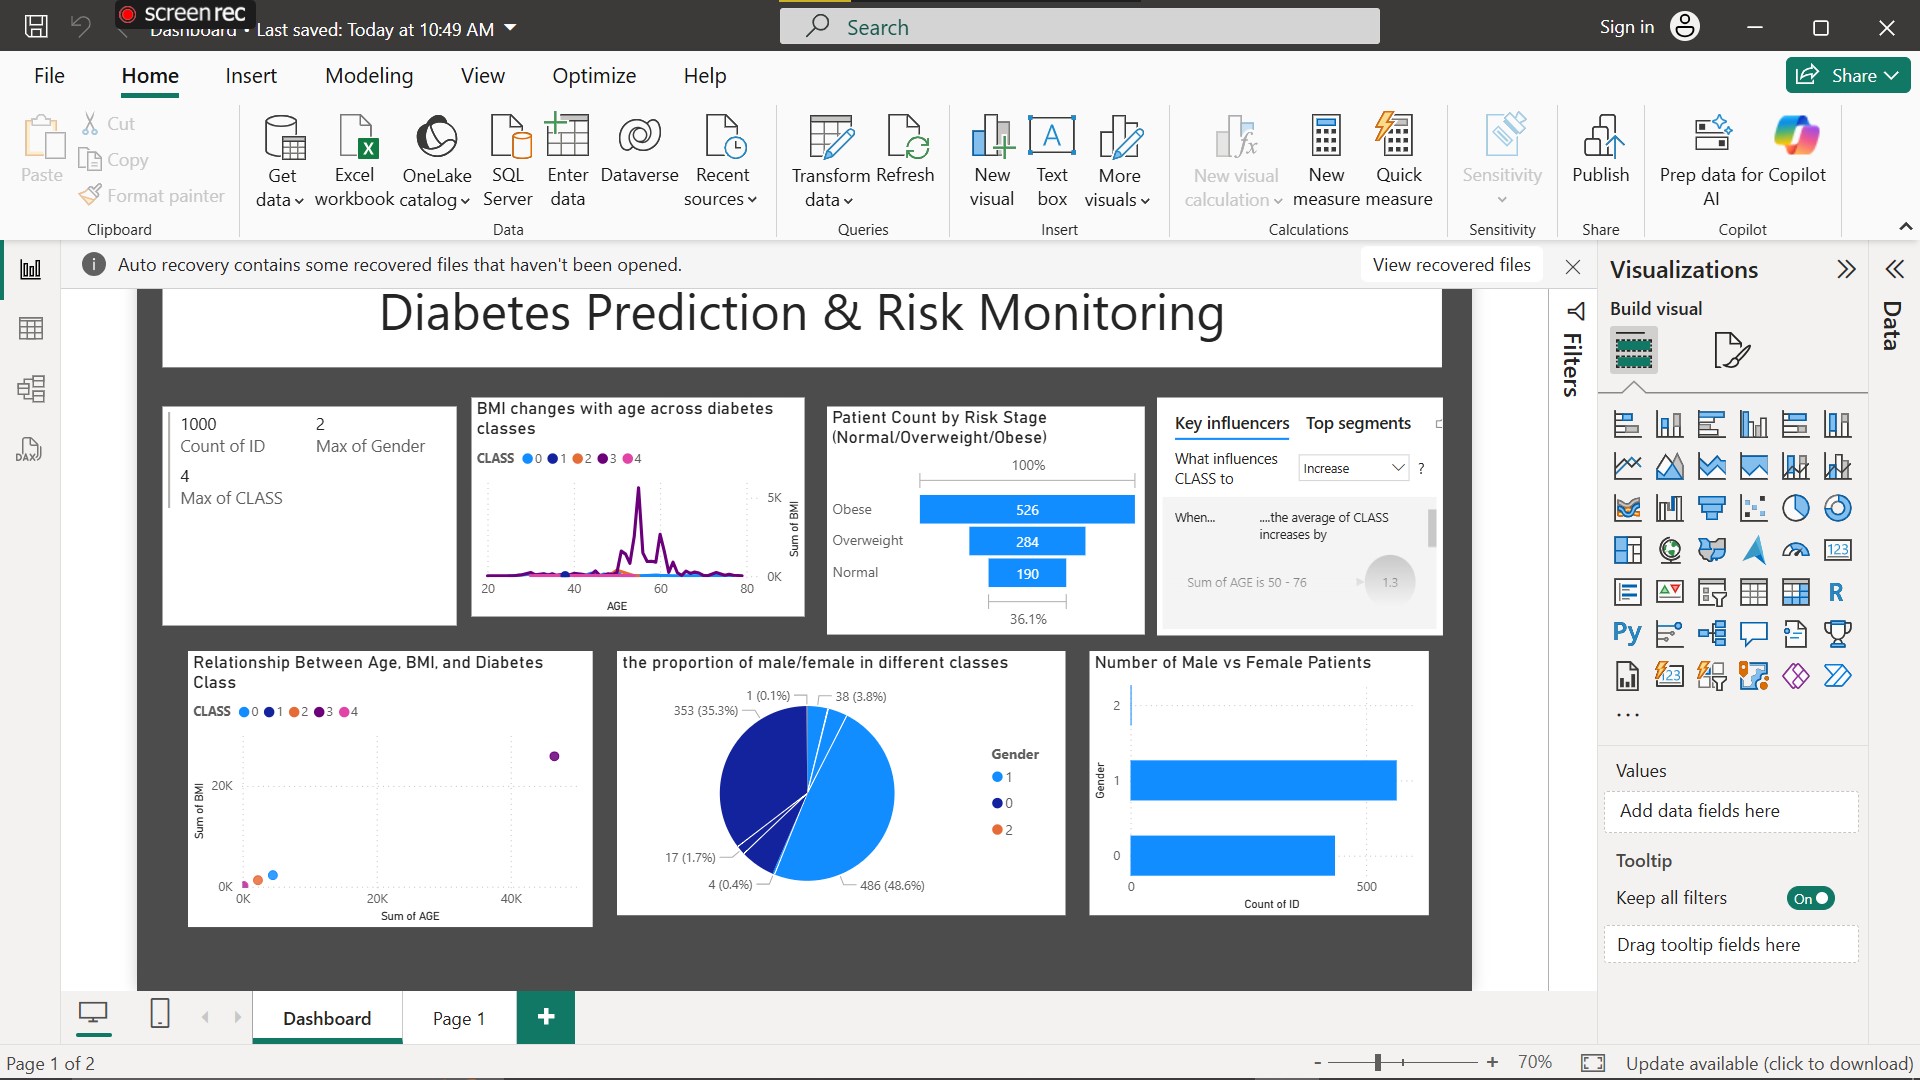 screenrec
Dashboard • Last saved: Today at 10:49 AM
Search
Sign in
File
Home
Insert
Modeling
View
Optimize
Help
Share
Paste
Cut
Copy
Format painter
Clipboard
Get data
Excel workbook
OneLake catalog
SQL Server
Enter data
Dataverse
Recent sources
Data
Transform data
Refresh
Queries
New visual
A
Text box
More visuals
Insert
fx
New visual calculation
New measure
Quick measure
Calculations
Sensitivity
Sensitivity
Publish
Share
Prep data for AI
Copilot
Copilot
DAX
Auto recovery contains some recovered files that haven't been opened.
View recovered files
Diabetes Prediction & Risk Monitoring
1000
Count of ID
2
Max of Gender
4
Max of CLASS
BMI changes with age across diabetes
classes
CLASS 0 1 2 3 4
5K
0K
Sum of BMI
20 40 60 80
AGE
Patient Count by Risk Stage
(Normal/Overweight/Obese)
100%
Obese 526
Overweight 284
Normal 190
36.1%
Key influencers Top segments
What influences
CLASS to
Increase
?
When...
....the average of CLASS
increases by
Sum of AGE is 50 - 76
1.3
Relationship Between Age, BMI, and Diabetes
Class
CLASS 0 1 2 3 4
Sum of BMI
20K
0K
0K 20K 40K
Sum of AGE
the proportion of male/female in different classes
1 (0.1%)
38 (3.8%)
353 (35.3%)
17 (1.7%)
4 (0.4%)
486 (48.6%)
Gender
1
0
2
Number of Male vs Female Patients
Gender
2
1
0
0 500
Count of ID
Filters
Visualizations
Build visual
123
R
Py
123
...
Values
Add data fields here
Tooltip
Keep all filters
On
Drag tooltip fields here
Data
Dashboard
Page 1
+
Page 1 of 2
- + 70%
Update available (click to download)